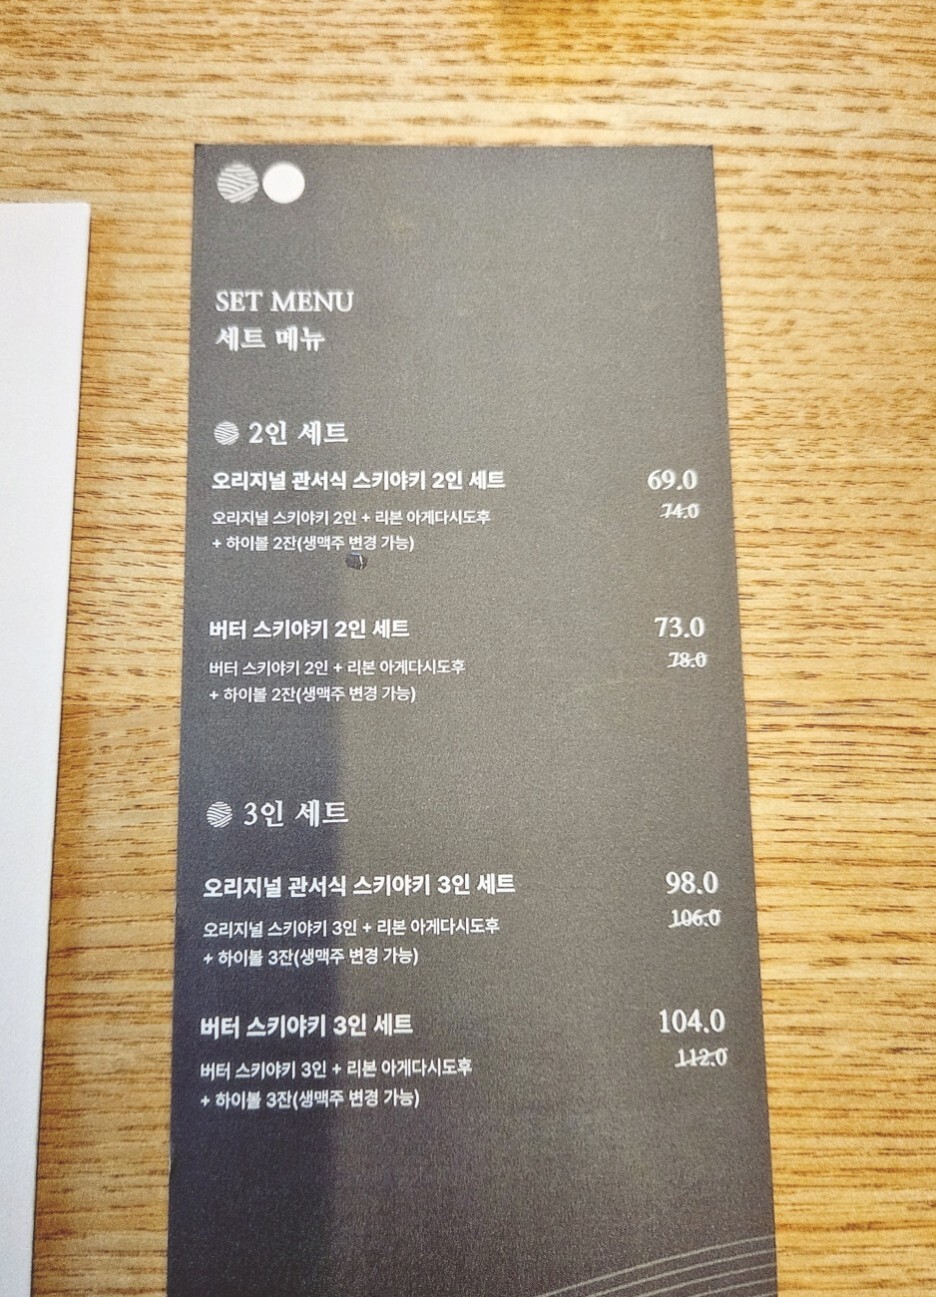 SET MENU
세트 메뉴
2인 세트
오리지널 관서식 스키야키 2인 세트 69.0
오리지널 스키야키 2인 + 리본 아게다시도후 74.0
+ 하이볼 2잔(생맥주 변경 가능)
버터 스키야키 2인 세트 73.0
버터 스키야키 2인 + 리본 아게다시도후 78.0
+ 하이볼 2잔(생맥주 변경 가능)
3인 세트
오리지널 관서식 스키야키 3인 세트 98.0
오리지널 스키야키 3인 + 리본 아게다시도후 106.0
+ 하이볼 3잔(생맥주 변경 가능)
버터 스키야키 3인 세트 104.0
버터 스키야키 3인 + 리본 아게다시도후 112.0
+ 하이볼 3잔(생맥주 변경 가능)